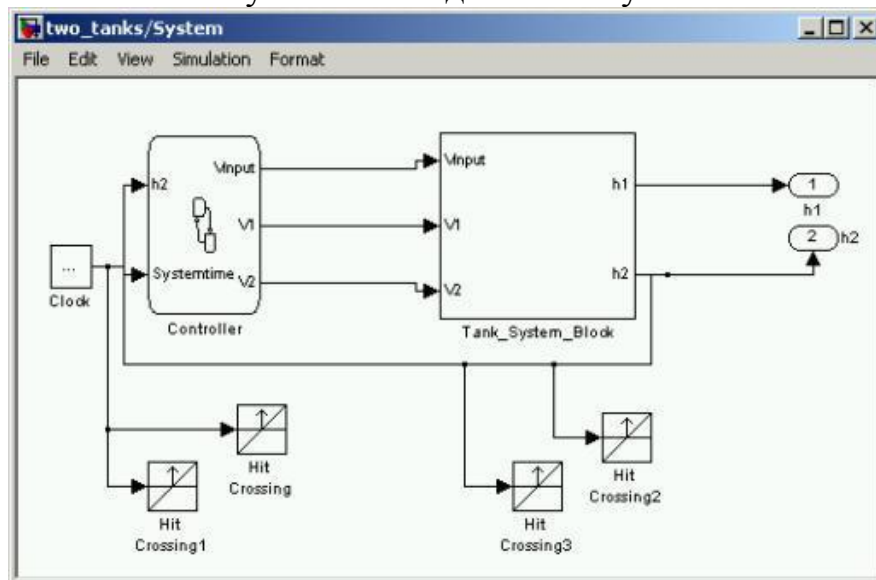 two_tanks/System
File Edit View Simulation Format
h2
Systemtime
Vinput
V1
V2
Controller
...
Clock
Vinput
V1
V2
h1
h2
Tank_System_Block
1
h1
2
h2
Hit
Crossing
Hit
Crossing1
Hit
Crossing2
Hit
Crossing3